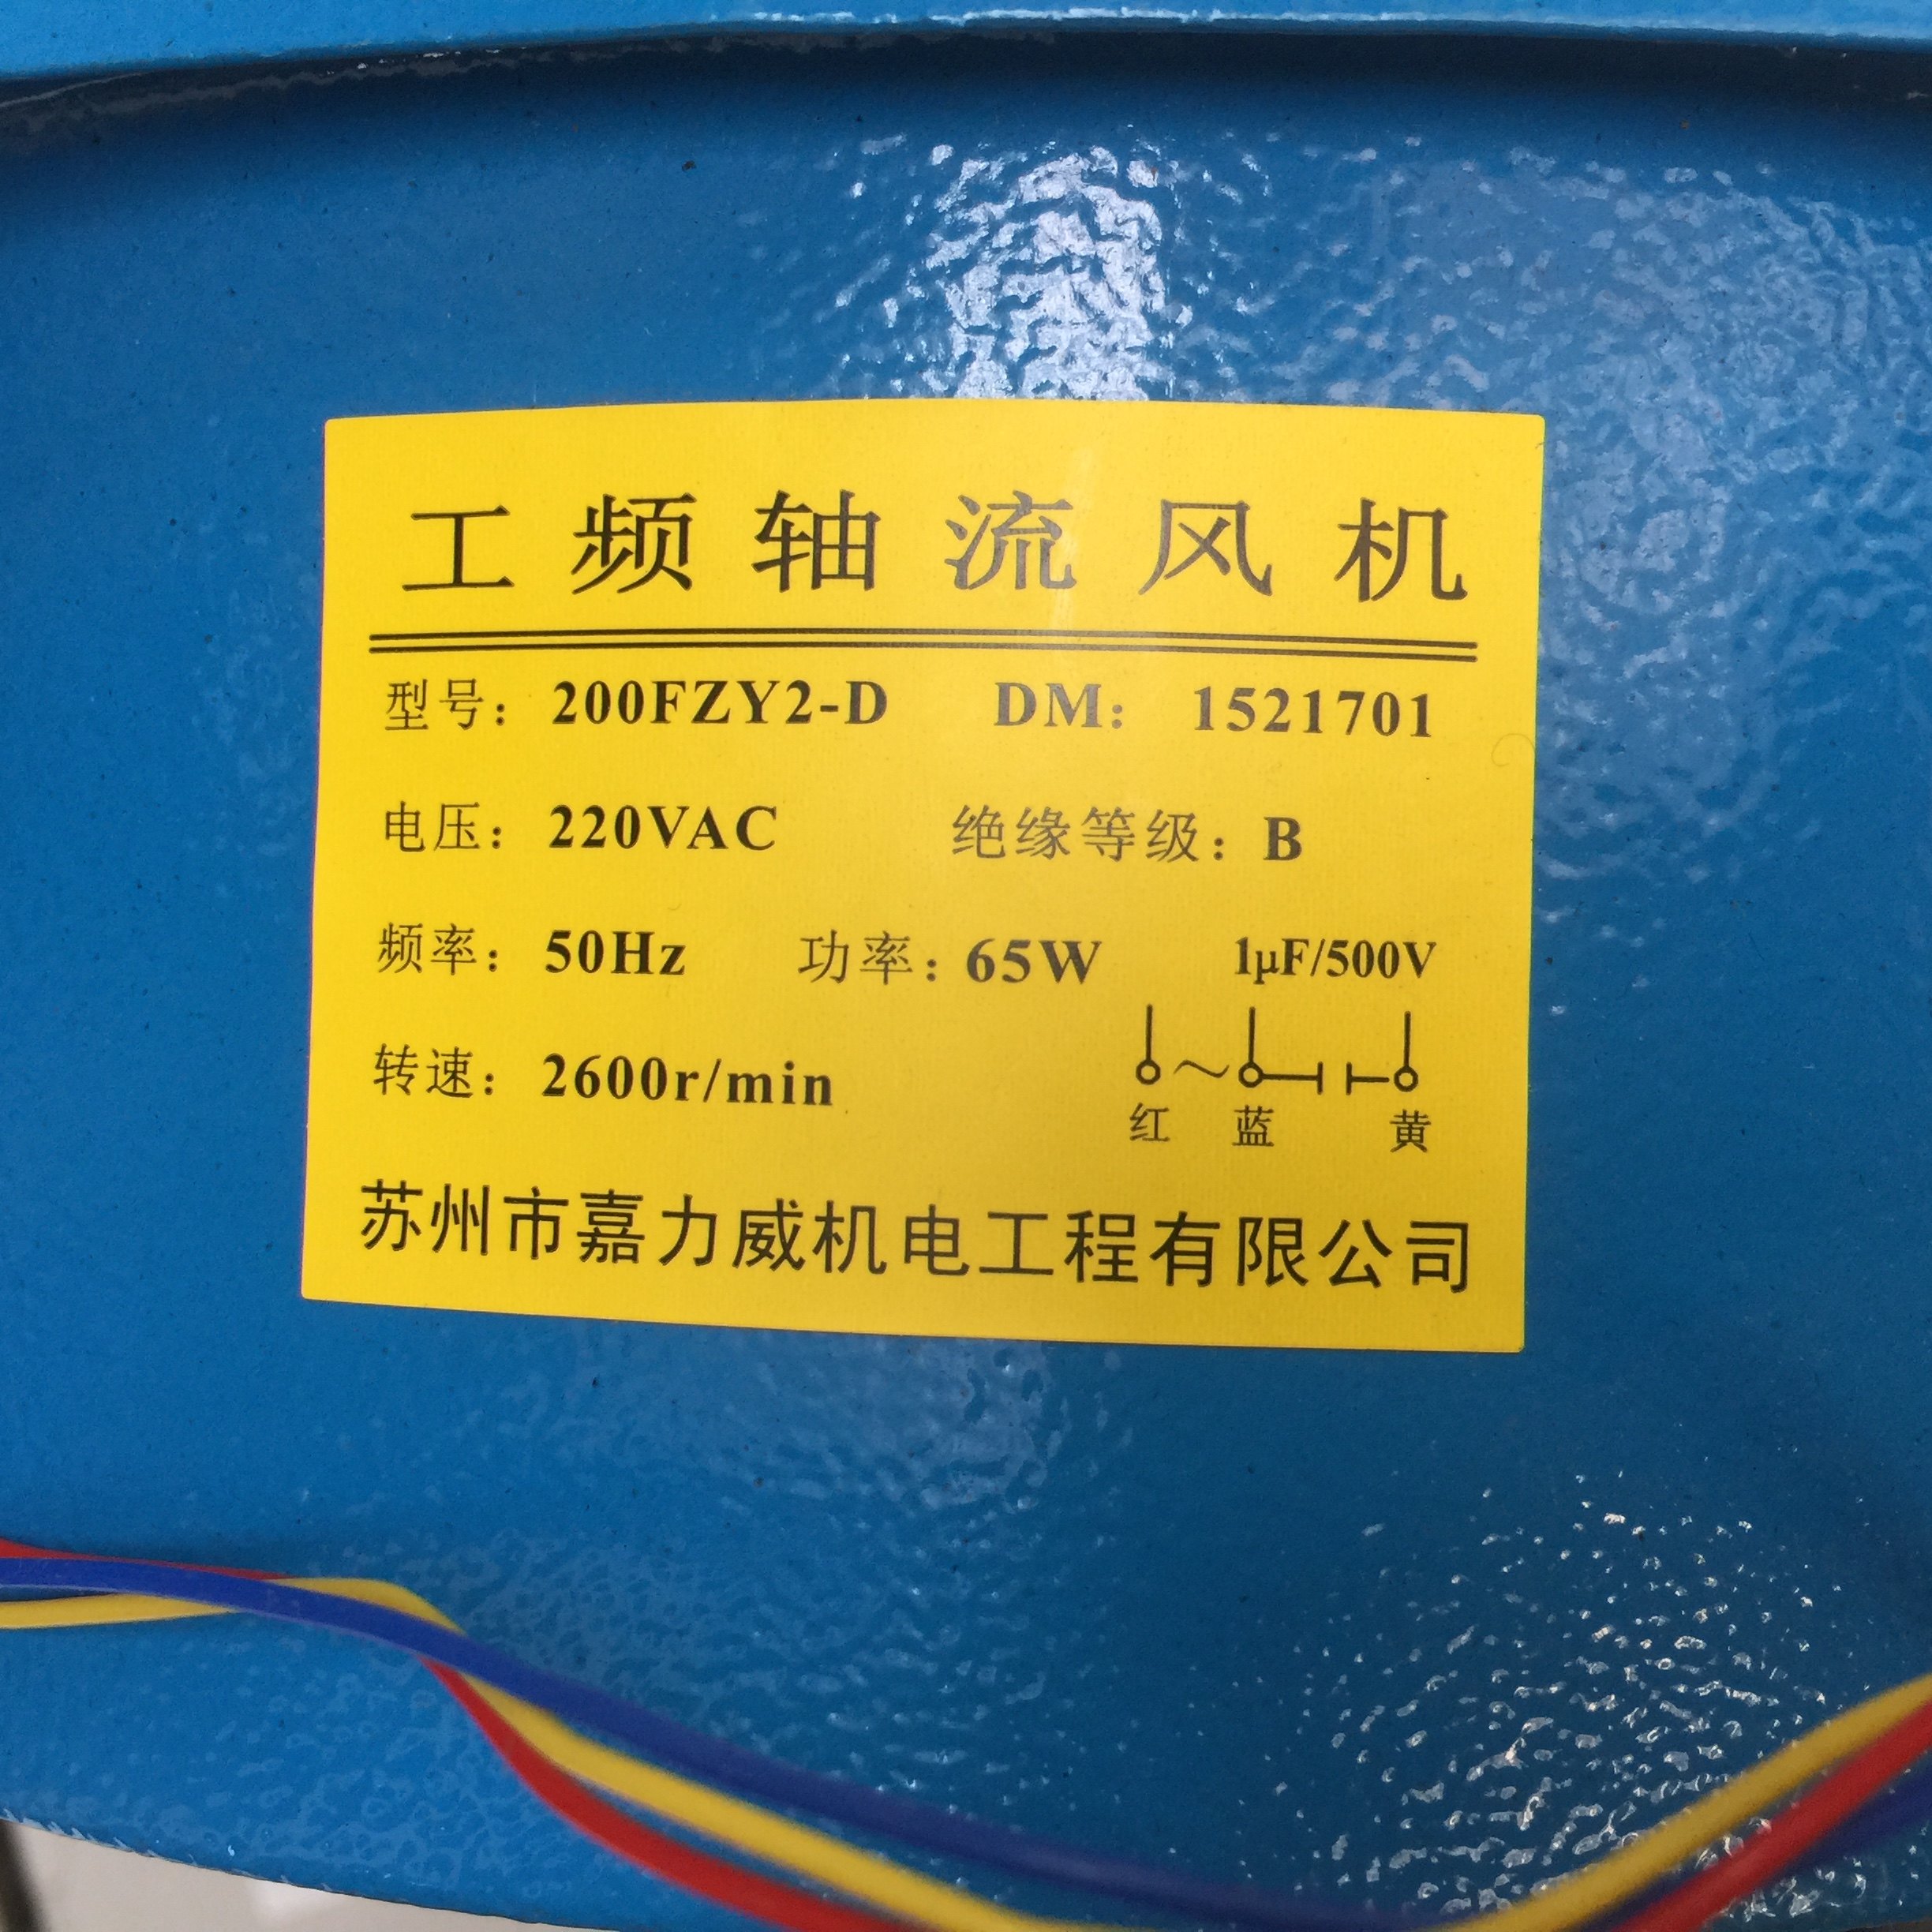 工频轴流风机
型号：200FZY2-D DM：1521701
电压：220VAC 绝缘等级：B
频率：50Hz 功率：65W 1μF/500V
转速：2600r/min
~
红 蓝 黄
苏州市嘉力威机电工程有限公司